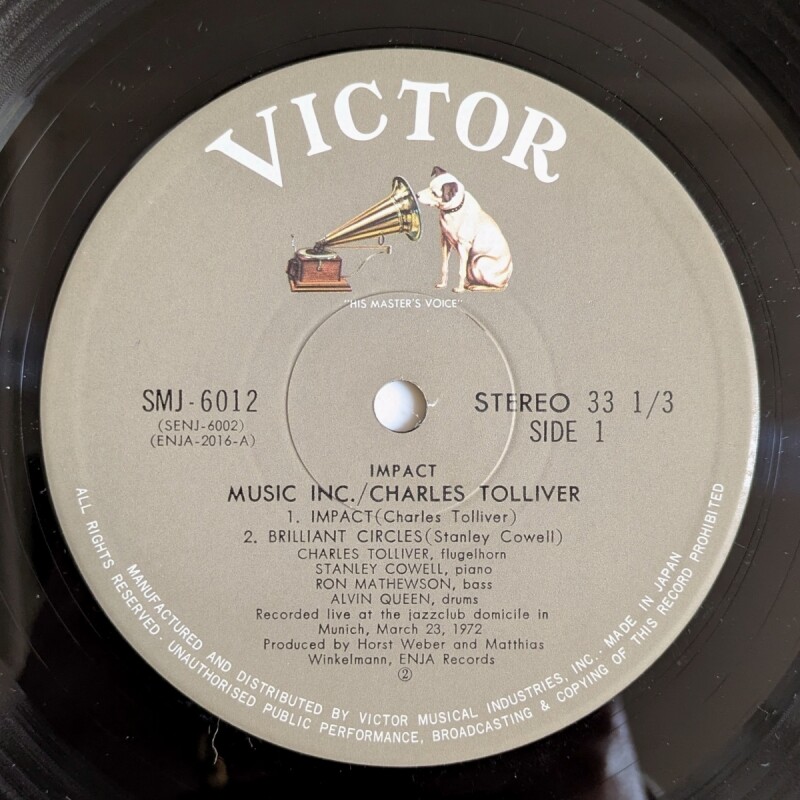 VICTOR
"HIS MASTER'S VOICE"
SMJ-6012
(SENJ-6002)
(ENJA-2016-A)
STEREO 33 1/3
SIDE 1
IMPACT
MUSIC INC./CHARLES TOLLIVER
1. IMPACT(Charles Tolliver)
2. BRILLIANT CIRCLES(Stanley Cowell)
CHARLES TOLLIVER, flugelhorn
STANLEY COWELL, piano
RON MATHEWSON, bass
ALVIN QUEEN, drums
Recorded live at the jazzclub domicile in
Munich, March 23, 1972
Produced by Horst Weber and Matthias
Winkelmann, ENJA Records
②
MANUFACTURED AND DISTRIBUTED BY VICTOR MUSICAL INDUSTRIES, INC.· MADE IN JAPAN
ALL RIGHTS RESERVED. UNAUTHORISED PUBLIC PERFORMANCE, BROADCASTING & COPYING OF THIS RECORD PROHIBITED